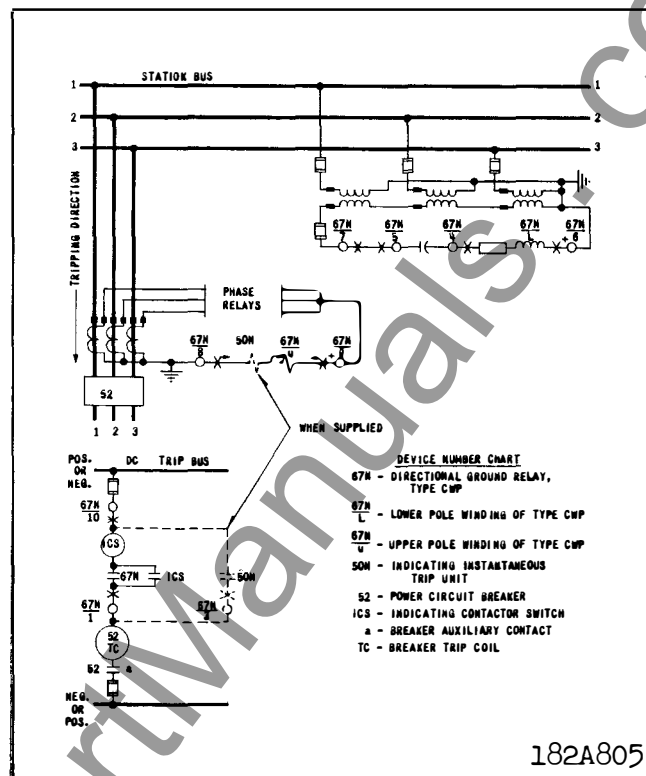 STATION BUS
1 1 1
2 2
3 3
TRIPPING DIRECTION
67N 67N 67N 67N 67N
7 5 4 L + 6
PHASE
RELAYS
67N 50N 67N
8 u +
52
1 2 3
WHEN SUPPLIED
POS.
OR
NEG.
DC TRIP BUS
67N
10
ICS
67N ICS 50N
67N 67N
1
52
TC
52 a
NEG.
OR
POS.
DEVICE NUMBER CHART
67N - DIRECTIONAL GROUND RELAY,
TYPE CWP
67N
L - LOWER POLE WINDING OF TYPE CWP
67N
u - UPPER POLE WINDING OF TYPE CWP
50N - INDICATING INSTANTANEOUS
TRIP UNIT
52 - POWER CIRCUIT BREAKER
ICS - INDICATING CONTACTOR SWITCH
a - BREAKER AUXILIARY CONTACT
TC - BREAKER TRIP COIL
182A805